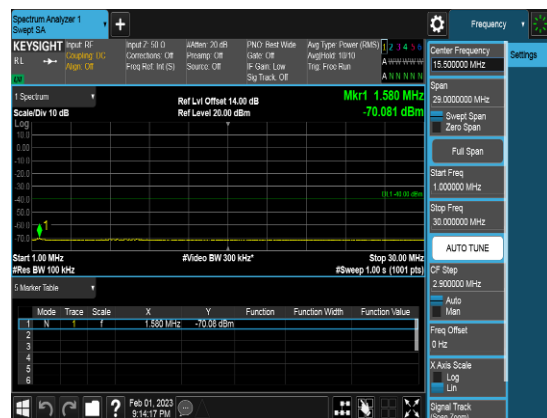 Spectrum Analyzer 1
Swept SA
Frequency
KEYSIGHT Input: RF Input Z: 50 Ω #Atten: 20 dB PNO: Best Wide Avg Type: Power (RMS) 1 2 3 4 5 6
RL Coupling: DC Corrections: Off Preamp: Off Gate: Off Avg|Hold: 10/10 A W W W W W
Align: Off Freq Ref: Int (S) Source: Off IF Gain: Low Trig: Free Run
Sig Track: Off A N N N N N
1 Spectrum
Scale/Div 10 dB
Ref Lvl Offset 14.00 dB
Ref Level 20.00 dBm
Mkr1 1.580 MHz
-70.081 dBm
Log
10.0
0.00
-10.0
-20.0
-30.0
DL1 -40.00 dBm
-40.0
-50.0
-60.0
-70.0
1
Start 1.00 MHz #Video BW 300 kHz* Stop 30.00 MHz
#Res BW 100 kHz #Sweep 1.00 s (1001 pts)
5 Marker Table
Mode Trace Scale X Y Function Function Width Function Value
1 N 1 f 1.580 MHz -70.08 dBm
2
3
4
5
6
Feb 01, 2023
9:14:17 PM
Center Frequency
15.500000 MHz
Settings
Span
29.0000000 MHz
Swept Span
Zero Span
Full Span
Start Freq
1.000000 MHz
Stop Freq
30.000000 MHz
AUTO TUNE
CF Step
2.900000 MHz
Auto
Man
Freq Offset
0 Hz
X Axis Scale
Log
Lin
Signal Track
(Span Zoom)